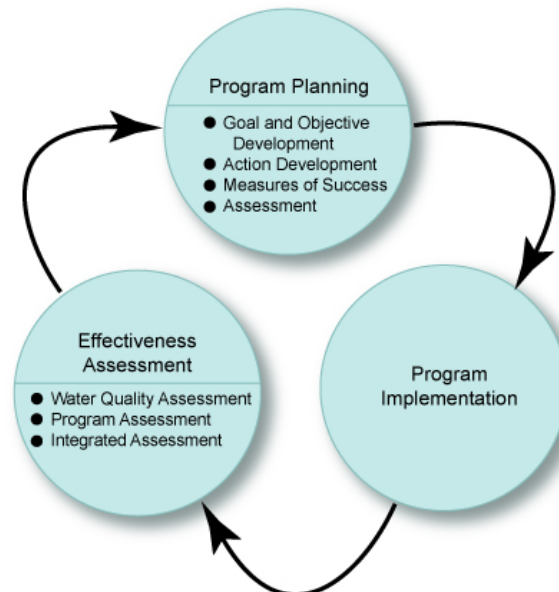 Program Planning
● Goal and Objective
Development
● Action Development
● Measures of Success
● Assessment
Effectiveness
Assessment
● Water Quality Assessment
● Program Assessment
● Integrated Assessment
Program
Implementation